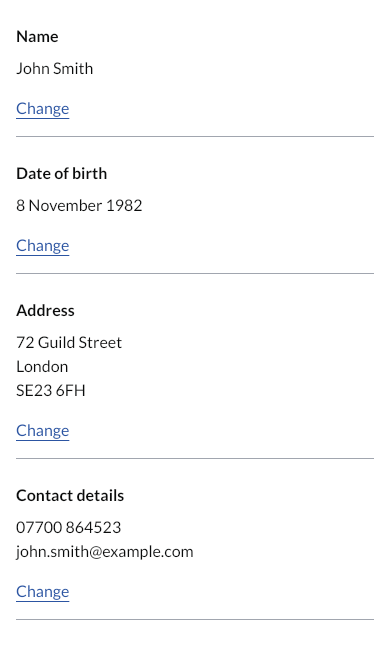 Name
John Smith
Change
Date of birth
8 November 1982
Change
Address
72 Guild Street
London
SE23 6FH
Change
Contact details
07700 864523
john.smith@example.com
Change